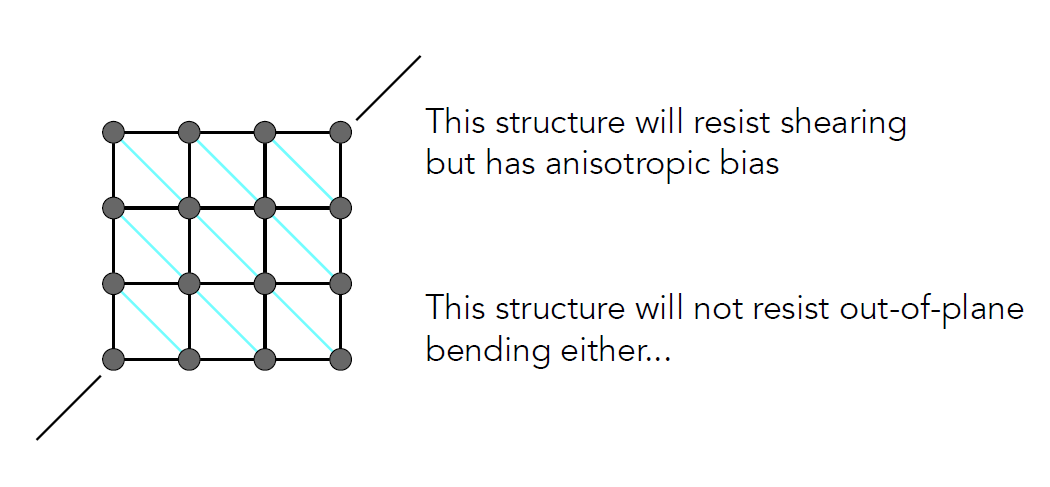 This structure will resist shearing
but has anisotropic bias
This structure will not resist out-of-plane
bending either...